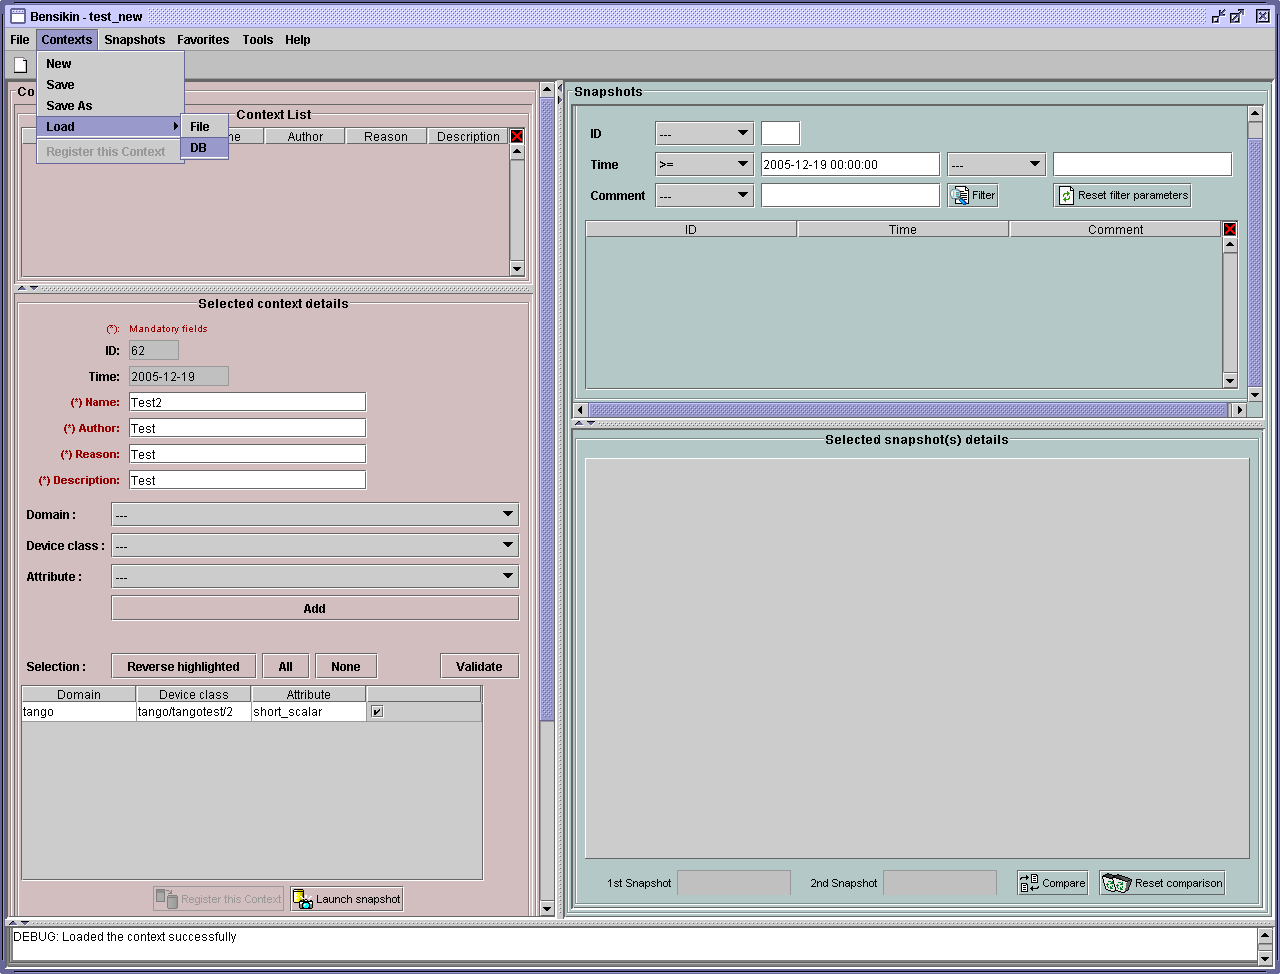 Bensikin - test_new
File Contexts Snapshots Favorites Tools Help
New
Save
Save As
Load
Register this Context
File
DB
Co
Context List
Author Reason Description
Selected context details
(*): Mandatory fields
ID: 62
Time: 2005-12-19
(*) Name: Test2
(*) Author: Test
(*) Reason: Test
(*) Description: Test
Domain : ---
Device class : ---
Attribute : ---
Add
Selection : Reverse highlighted All None Validate
Domain Device class Attribute
tango tango/tangotest/2 short_scalar
Register this Context Launch snapshot
Snapshots
ID ---
Time >= 2005-12-19 00:00:00 ---
Comment --- Filter Reset filter parameters
ID Time Comment
Selected snapshot(s) details
1st Snapshot 2nd Snapshot Compare Reset comparison
DEBUG: Loaded the context successfully